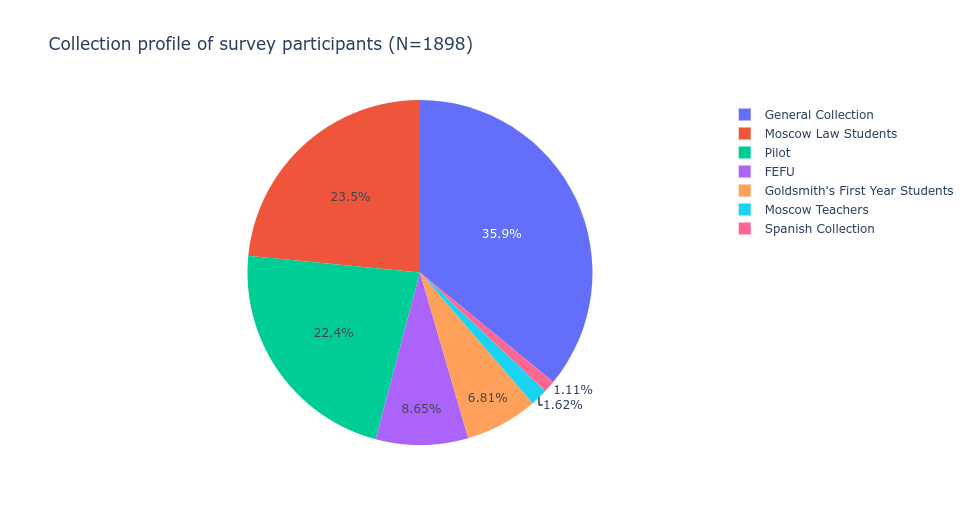 Collection profile of survey participants (N=1898)
General Collection
Moscow Law Students
Pilot
FEFU
Goldsmith's First Year Students
Moscow Teachers
Spanish Collection
23.5%
35.9%
22.4%
8.65%
6.81%
1.11%
1.62%